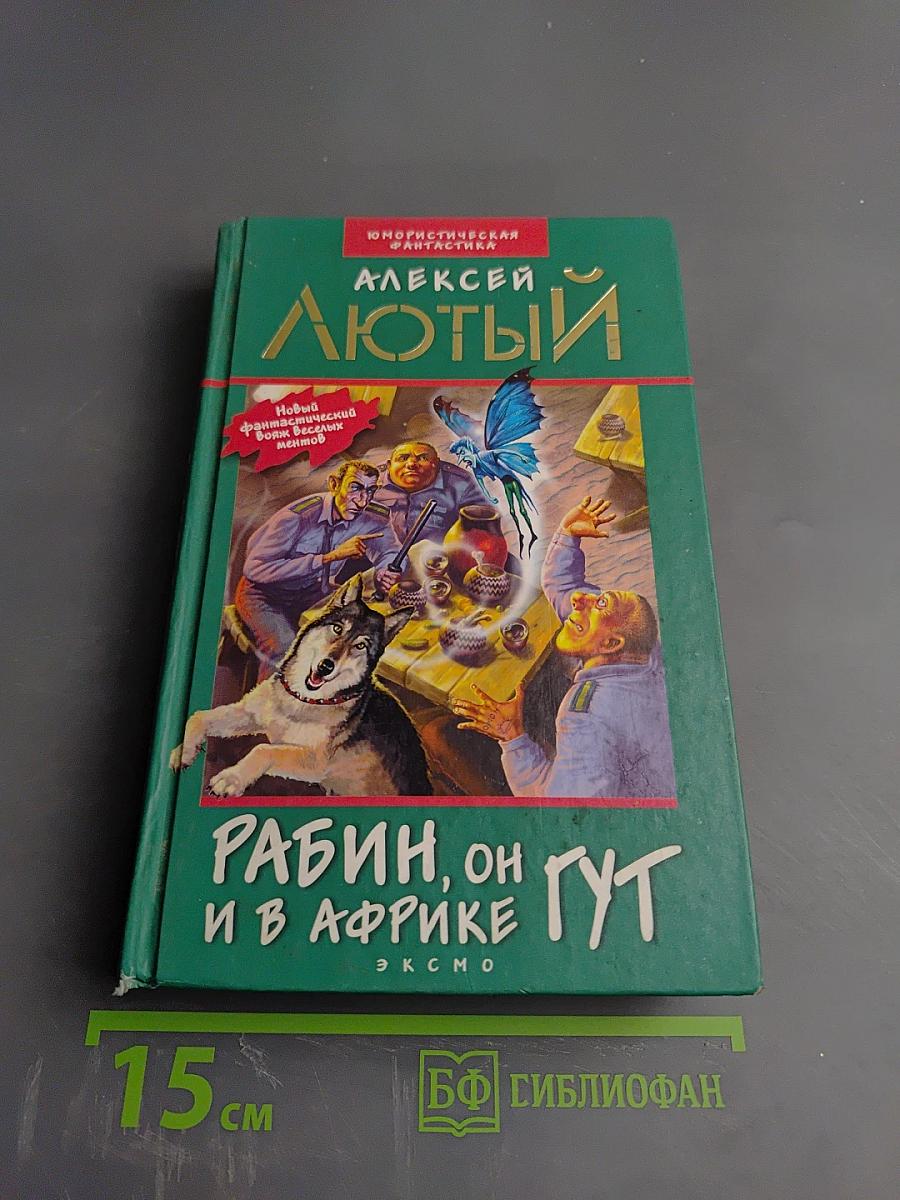 ЮМОРИСТИЧЕСКАЯ
ФАНТАСТИКА
АЛЕКСЕЙ
ЛЮТЫЙ
Новый
фантастический
вояж веселых
ментов
РАБИН, ОН
И В АФРИКЕ ГУТ
ЭКСМО
15 СМ
БФ БИБЛИОФАН